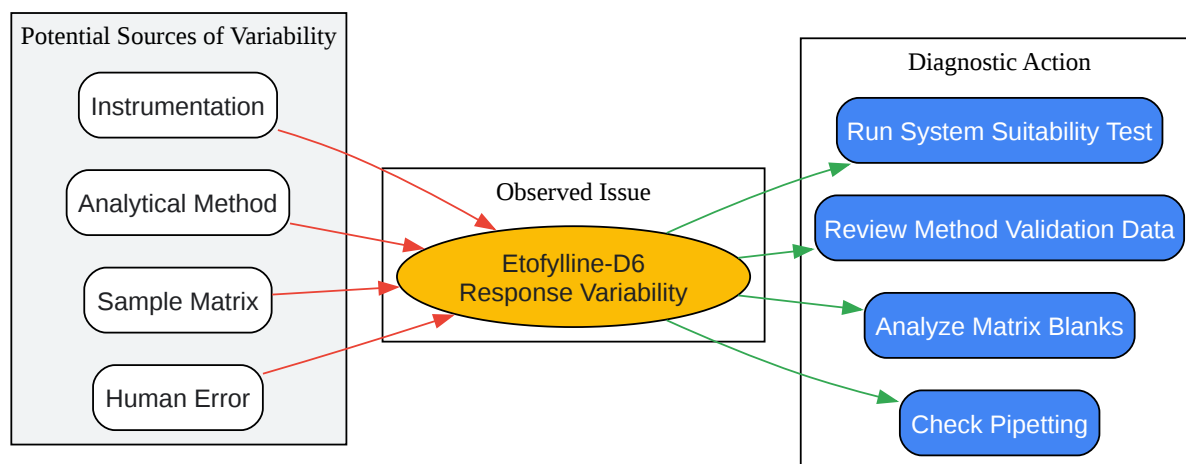 Potential Sources of Variability
Instrumentation
Analytical Method
Sample Matrix
Human Error
Observed Issue
Etofylline-D6
Response Variability
Diagnostic Action
Run System Suitability Test
Review Method Validation Data
Analyze Matrix Blanks
Check Pipetting